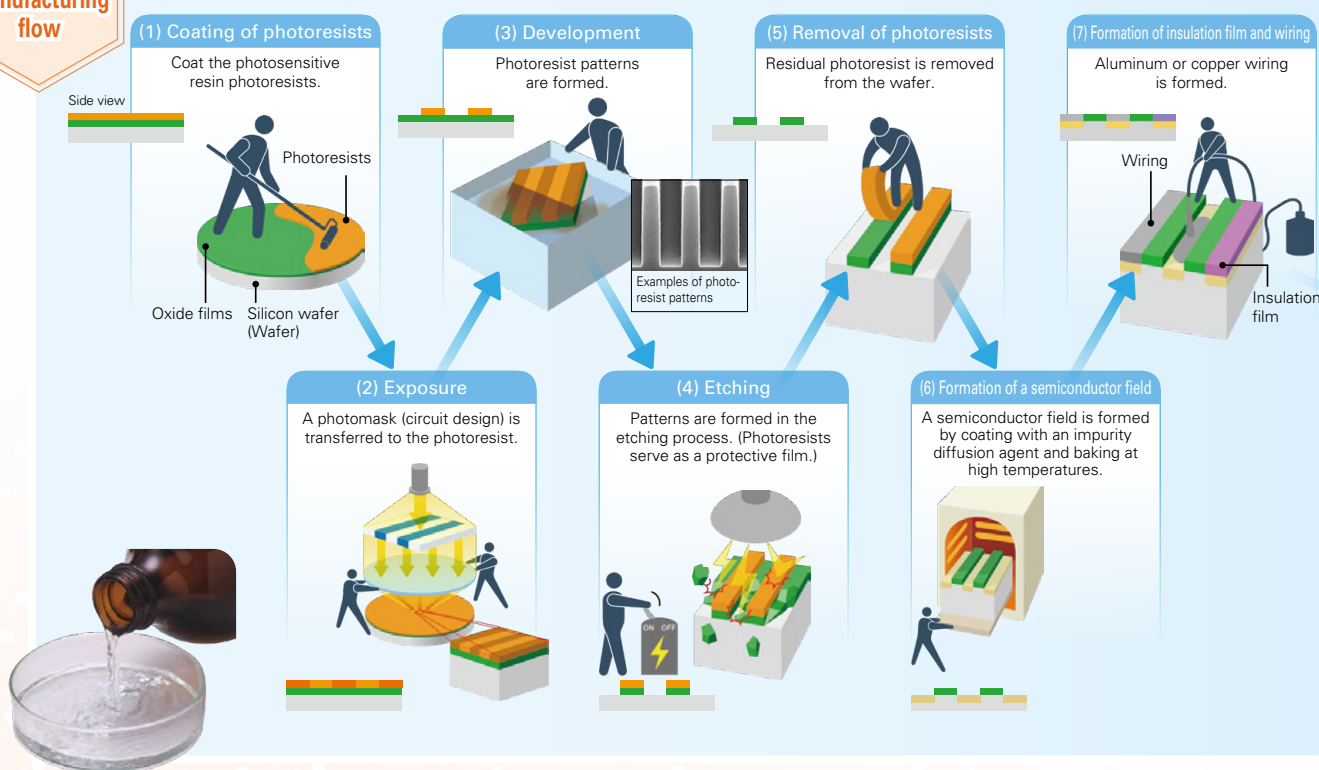 flow
(1) Coating of photoresists
Coat the photosensitive
resin photoresists.
Side view
Photoresists
Oxide films
Silicon wafer
(Wafer)
(2) Exposure
A photomask (circuit design) is
transferred to the photoresist.
(3) Development
Photoresist patterns
are formed.
Examples of photo-
resist patterns
(4) Etching
Patterns are formed in the
etching process. (Photoresists
serve as a protective film.)
ON OFF
(5) Removal of photoresists
Residual photoresist is removed
from the wafer.
(6) Formation of a semiconductor field
A semiconductor field is formed
by coating with an impurity
diffusion agent and baking at
high temperatures.
(7) Formation of insulation film and wiring
Aluminum or copper wiring
is formed.
Wiring
Insulation
film